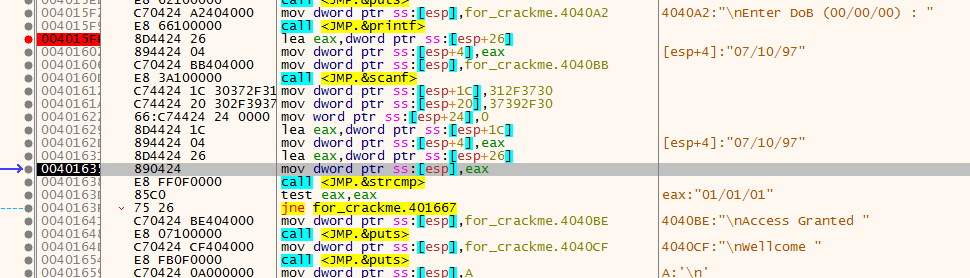 004015ED E8 62100000 call <JMP.&puts>
004015F2 C70424 A2404000 mov dword ptr ss:[esp],for_crackme.4040A2 4040A2:"\nEnter DoB (00/00/00) : "
E8 66100000 call <JMP.&printf>
004015F 8D4424 26 lea eax,dword ptr ss:[esp+26]
0040160 894424 04 mov dword ptr ss:[esp+4],eax [esp+4]:"07/10/97"
0040160 C70424 BB404000 mov dword ptr ss:[esp],for_crackme.4040BB
0040160D E8 3A100000 call <JMP.&scanf>
0040161 C74424 1C 30372F31 mov dword ptr ss:[esp+1C],312F3730
0040161A C74424 20 302F3937 mov dword ptr ss:[esp+20],37392F30
0040162 66:C74424 24 0000 mov word ptr ss:[esp+24],0
0040162 8D4424 1C lea eax,dword ptr ss:[esp+1C]
0040162 894424 04 mov dword ptr ss:[esp+4],eax [esp+4]:"07/10/97"
0040163 8D4424 26 lea eax,dword ptr ss:[esp+26]
0040163 890424 mov dword ptr ss:[esp],eax
0040163 E8 FF0F0000 call <JMP.&strcmp>
0040163 85C0 test eax,eax eax:"01/01/01"
0040163 75 26 jne for_crackme.401667
0040164 C70424 BE404000 mov dword ptr ss:[esp],for_crackme.4040BE 4040BE:"\nAccess Granted "
0040164 E8 07100000 call <JMP.&puts>
0040164 C70424 CF404000 mov dword ptr ss:[esp],for_crackme.4040CF 4040CF:"\nWellcome "
0040165 E8 FB0F0000 call <JMP.&puts>
0040165 C70424 0A000000 mov dword ptr ss:[esp],A A:'\n'